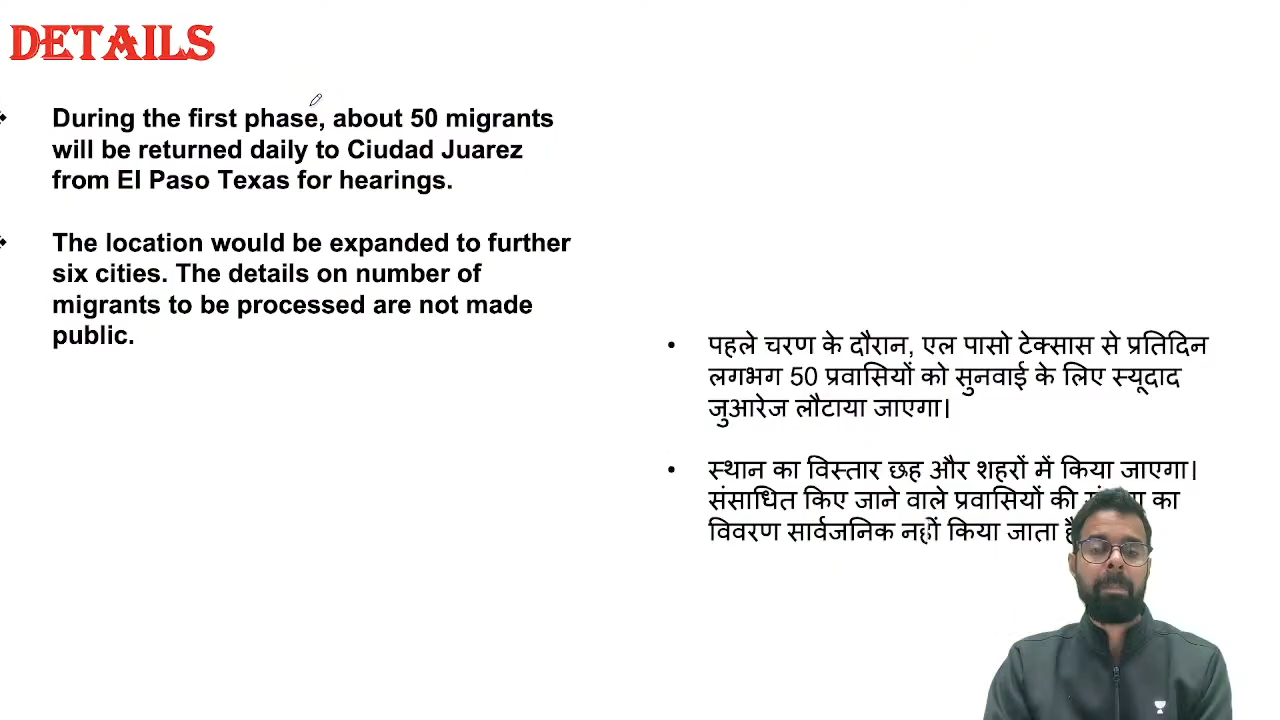 DETAILS
During the first phase, about 50 migrants
will be returned daily to Ciudad Juarez
from El Paso Texas for hearings.
The location would be expanded to further
six cities. The details on number of
migrants to be processed are not made
public.
• पहले चरण के दौरान, एल पासो टेक्सास से प्रतिदिन
लगभग 50 प्रवासियों को सुनवाई के लिए स्यूदाद
जुआरेज लौटाया जाएगा।
• स्थान का विस्तार छह और शहरों में किया जाएगा।
संसाधित किए जाने वाले प्रवासियों की का
विवरण सार्वजनिक नहीं किया जाता